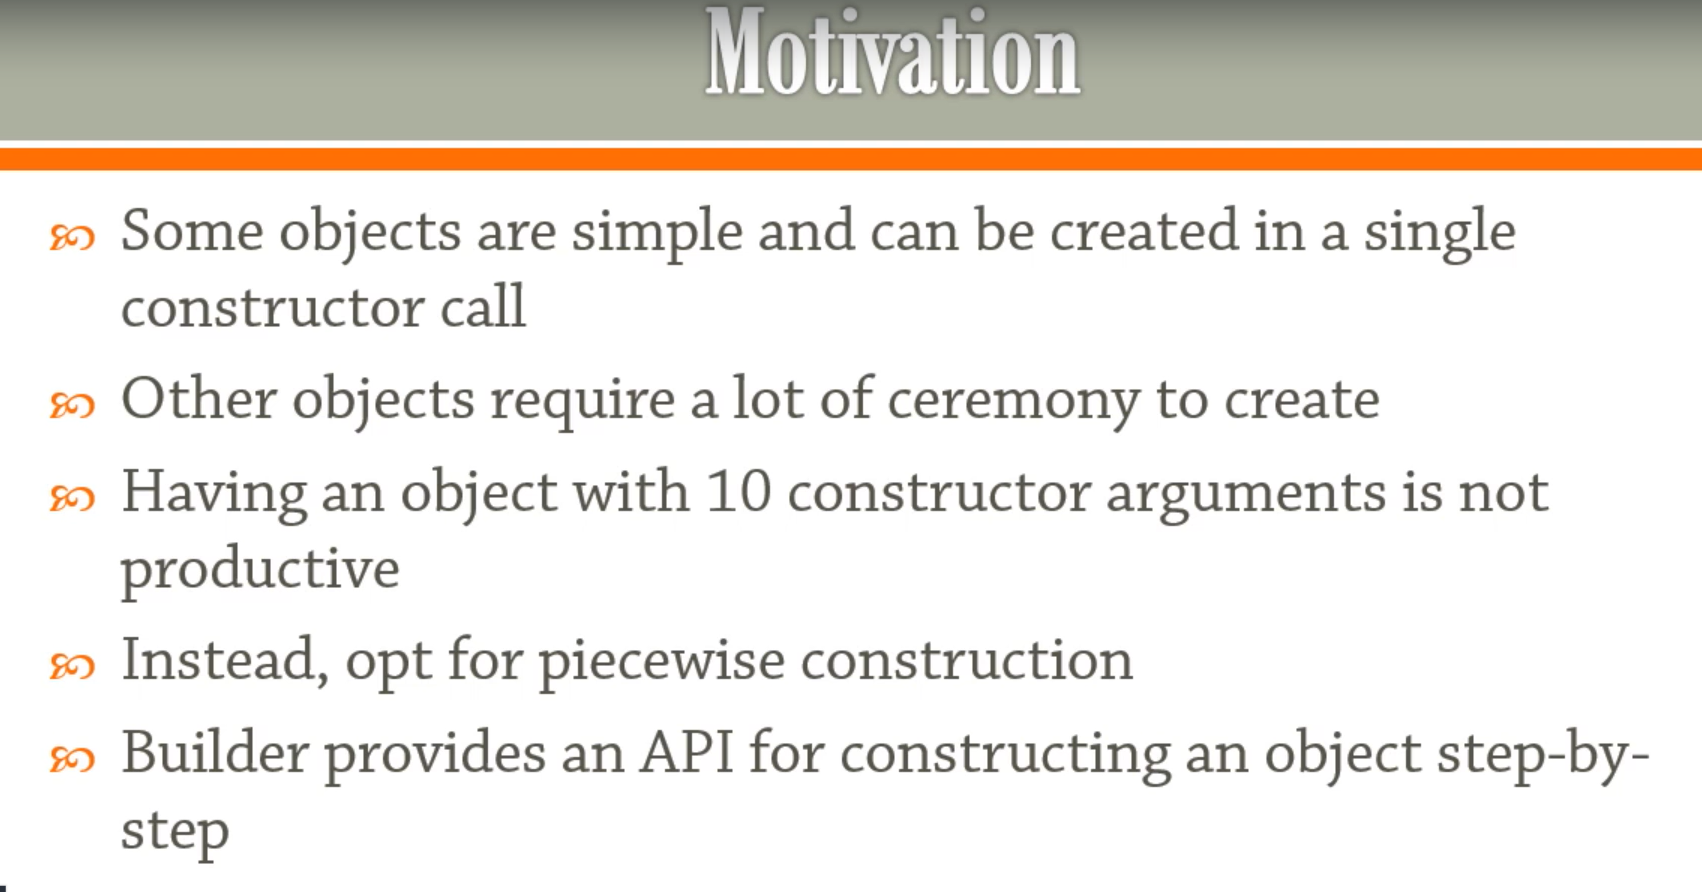 Motivation
Some objects are simple and can be created in a single
constructor call
Other objects require a lot of ceremony to create
Having an object with 10 constructor arguments is not
productive
Instead, opt for piecewise construction
Builder provides an API for constructing an object step-by-
step